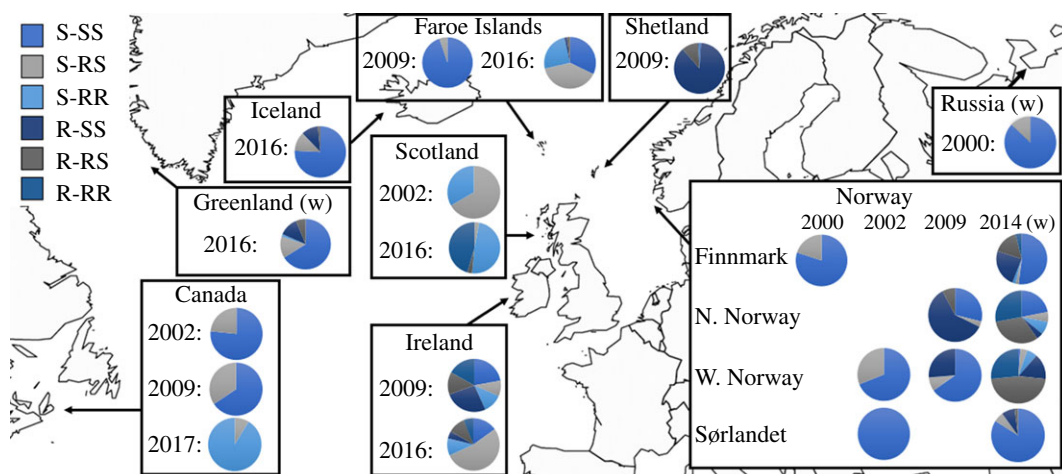 S-SS
S-RS
S-RR
R-SS
R-RS
R-RR
Faroe Islands
2009:
2016:
Shetland
2009:
Iceland
2016:
Scotland
2002:
2016:
Russia (w)
2000:
Greenland (w)
2016:
Canada
2002:
2009:
2017:
Ireland
2009:
2016:
Norway
2000 2002 2009 2014 (w)
Finnmark
N. Norway
W. Norway
Sørlandet